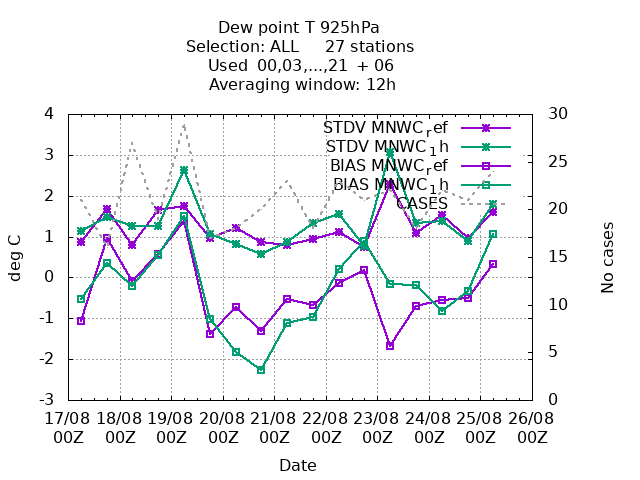 Dew point T 925hPa
Selection: ALL     27 stations
Used  00,03,...,21  + 06
Averaging window: 12h
STDV MNWC_ref
STDV MNWC_1h
BIAS MNWC_ref
BIAS MNWC_1h
CASES
deg C
4
3
2
1
0
-1
-2
-3
No cases
30
25
20
15
10
5
0
17/08 18/08 19/08 20/08 21/08 22/08 23/08 24/08 25/08 26/08
00Z 00Z 00Z 00Z 00Z 00Z 00Z 00Z 00Z 00Z
Date